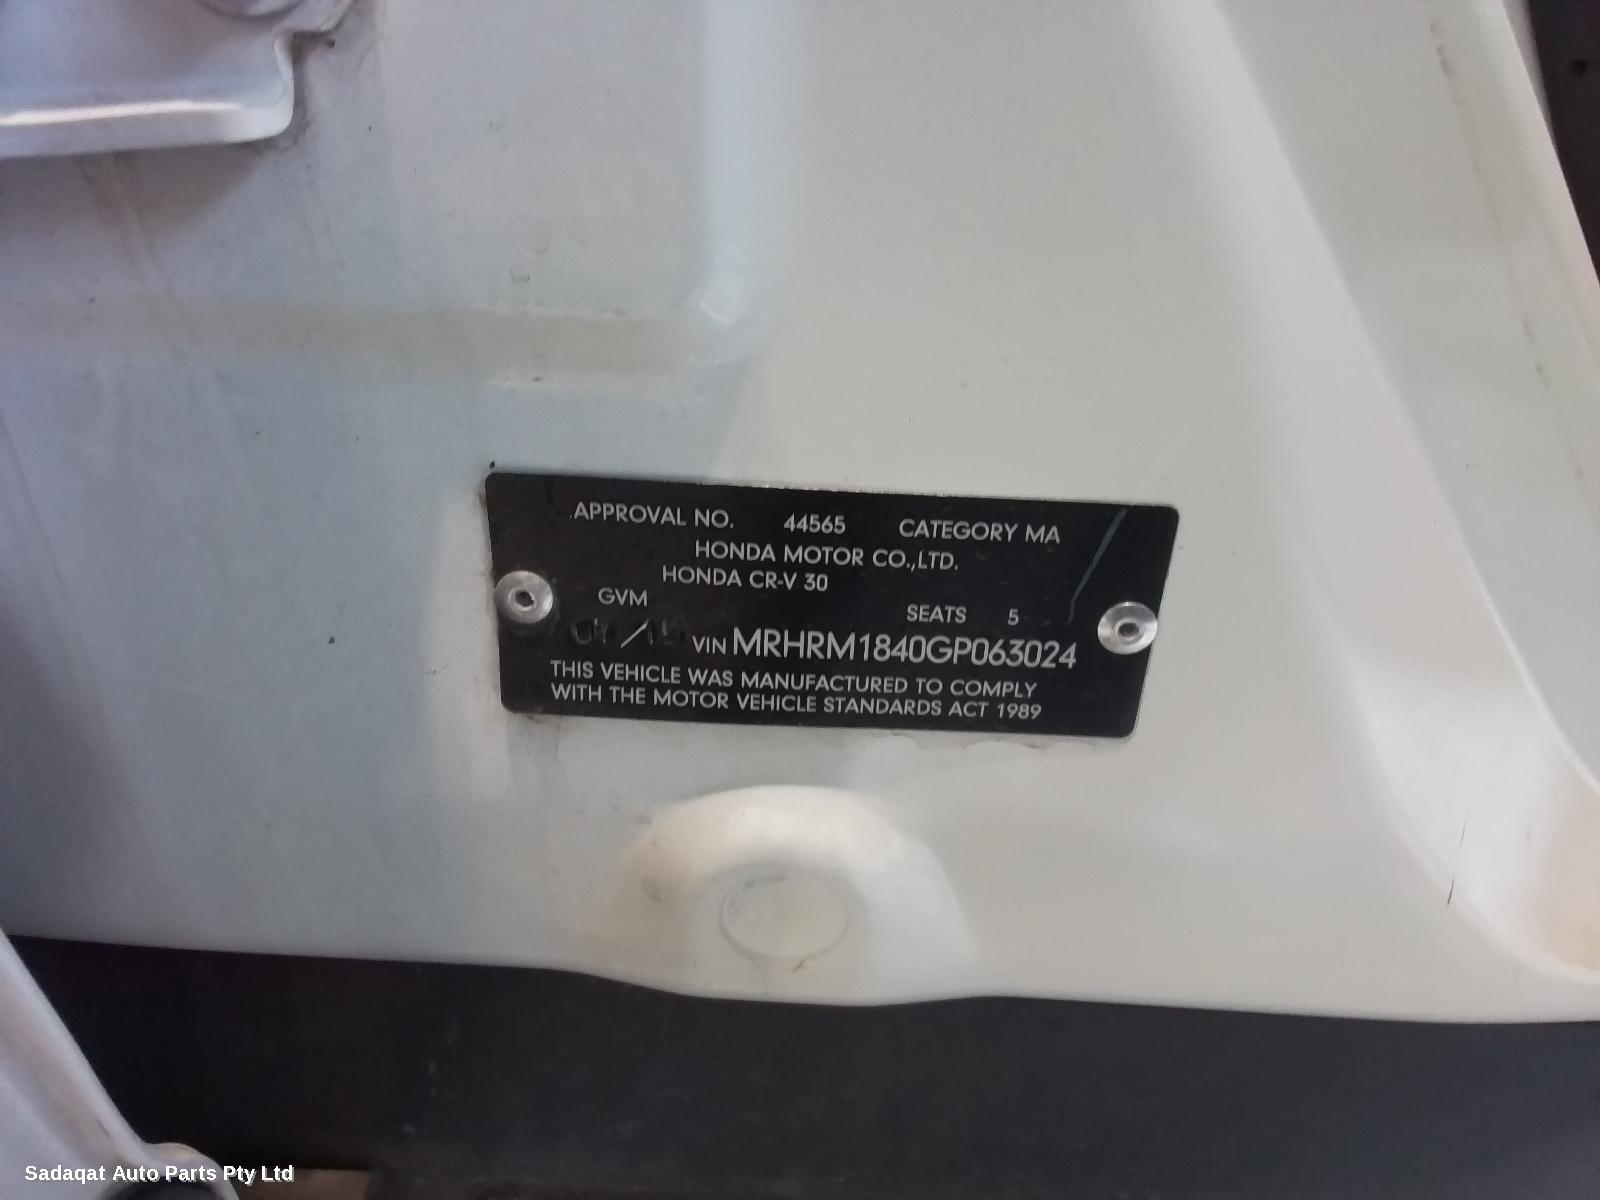 APPROVAL NO. 44565 CATEGORY MA
HONDA MOTOR CO.,LTD.
HONDA CR-V 30
GVM SEATS 5
VIN MRHRM1840GP063024
THIS VEHICLE WAS MANUFACTURED TO COMPLY
WITH THE MOTOR VEHICLE STANDARDS ACT 1989
Sadaqat Auto Parts Pty Ltd